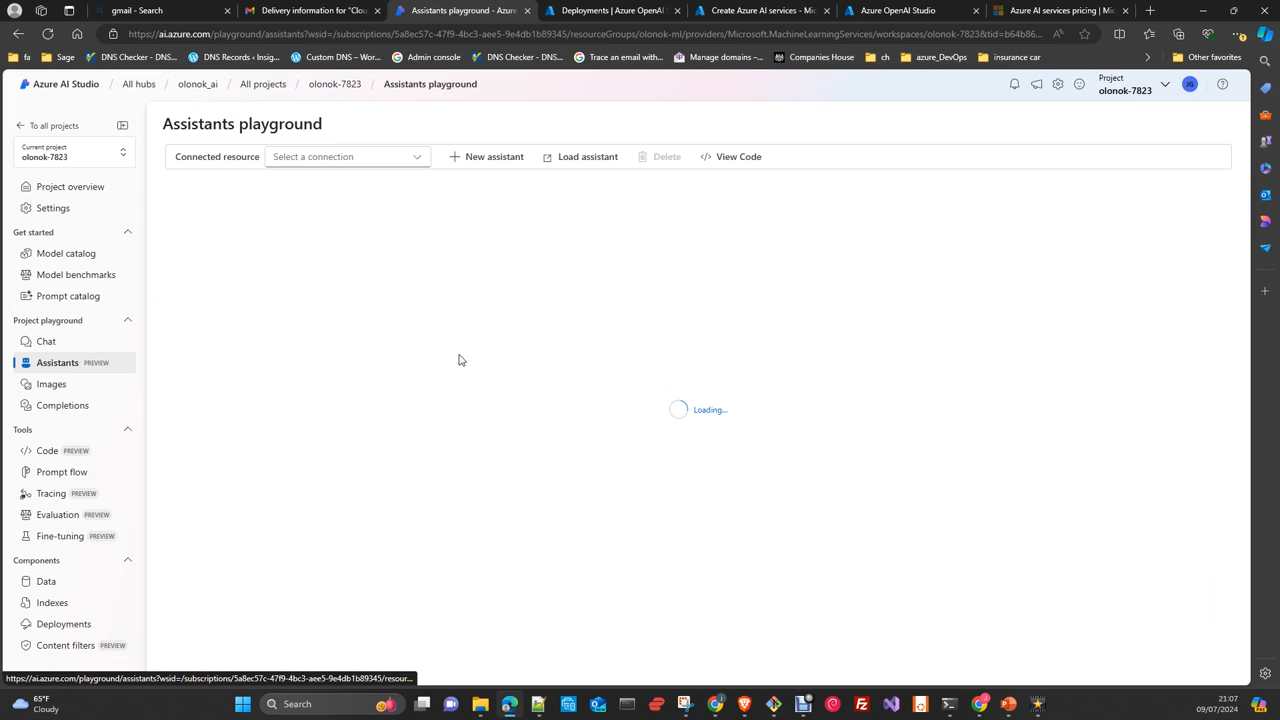 gmail - Search
Delivery information for "Clou
Assistants playground - Azure
Deployments | Azure OpenAI
Create Azure AI services - Mic
Azure OpenAI Studio
Azure AI services pricing | Mic
https://ai.azure.com/playground/assistants?wsid=/subscriptions/5a8ec57c-47f9-4bc3-aee5-9e4db1b89345/resourceGroups/olonok-ml/providers/Microsoft.MachineLearningServices/workspaces/olonok-7823&tid=b64b86...
fa
Sage
DNS Checker - DNS...
DNS Records ‹ Insig...
DNS Checker - DNS...
Custom DNS – Wor...
Admin console
DNS Checker - DNS...
Trace an email with...
Manage domains –...
Companies House
ch
azure_DevOps
insurance car
Other favorites
Azure AI Studio / All hubs / olonok_ai / All projects / olonok-7823 / Assistants playground
Project
olonok-7823
JG
To all projects
Current project
olonok-7823
Project overview
Settings
Get started
Model catalog
Model benchmarks
Prompt catalog
Project playground
Chat
Assistants PREVIEW
Images
Completions
Tools
Code PREVIEW
Prompt flow
Tracing PREVIEW
Evaluation PREVIEW
Fine-tuning PREVIEW
Components
Data
Indexes
Deployments
Content filters PREVIEW
Assistants playground
Connected resource Select a connection New assistant Load assistant Delete View Code
Loading...
https://ai.azure.com/playground/assistants?wsid=/subscriptions/5a8ec57c-47f9-4bc3-aee5-9e4db1b89345/resour...
65°F
Cloudy
Search
21:07
09/07/2024